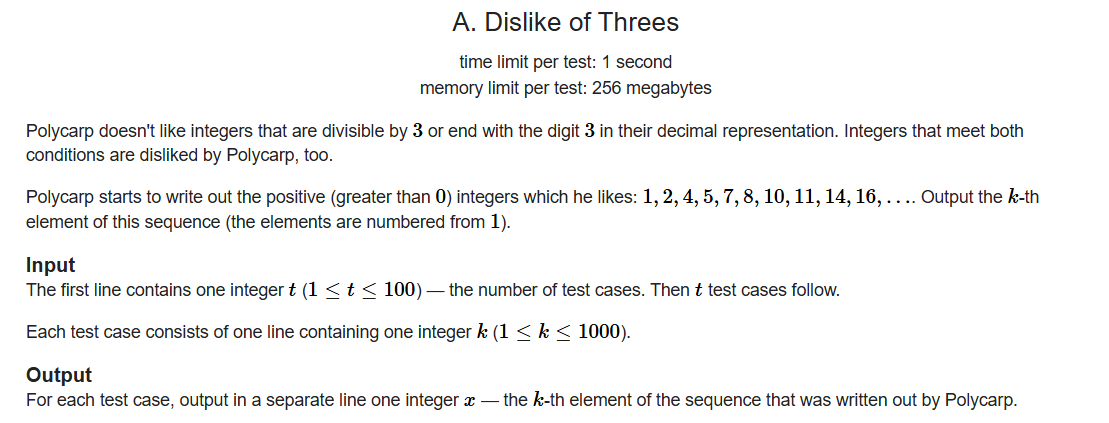 A. Dislike of Threes
time limit per test: 1 second
memory limit per test: 256 megabytes
Polycarp doesn't like integers that are divisible by 3 or end with the digit 3 in their decimal representation. Integers that meet both
conditions are disliked by Polycarp, too.
Polycarp starts to write out the positive (greater than 0) integers which he likes: 1, 2, 4, 5, 7, 8, 10, 11, 14, 16, . . .. Output the k-th
element of this sequence (the elements are numbered from 1).
Input
The first line contains one integer t (1 ≤ t ≤ 100) — the number of test cases. Then t test cases follow.
Each test case consists of one line containing one integer k (1 ≤ k ≤ 1000).
Output
For each test case, output in a separate line one integer x — the k-th element of the sequence that was written out by Polycarp.